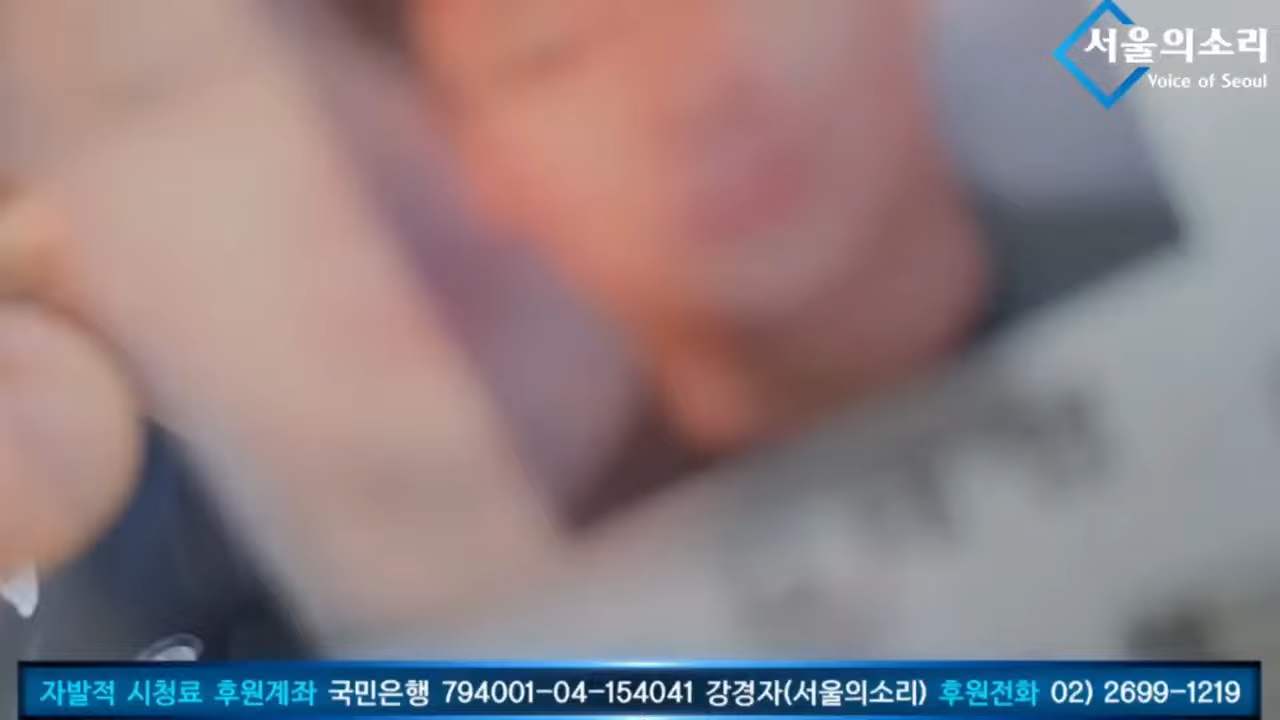 서울의소리
Voice of Seoul
자발적 시청료 후원계좌 국민은행 794001-04-154041 강경자(서울의소리) 후원전화 02) 2699-1219